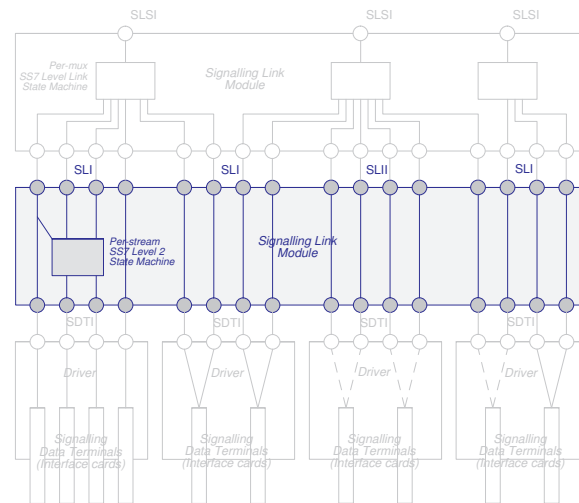 SLSI SLSI SLSI
Per-mux
SS7 Level Link
State Machine
Signalling Link
Module
SLI SLI SLII SLI
Per-stream
SS7 Level 2
State Machine
Signalling Link
Module
SDTI SDTI SDTI SDTI
Driver Driver Driver Driver
Signalling Signalling Signalling Signalling
Data Terminals Data Terminals Data Terminals Data Terminals
(Interface cards) (Interface cards) (Interface cards) (Interface cards)